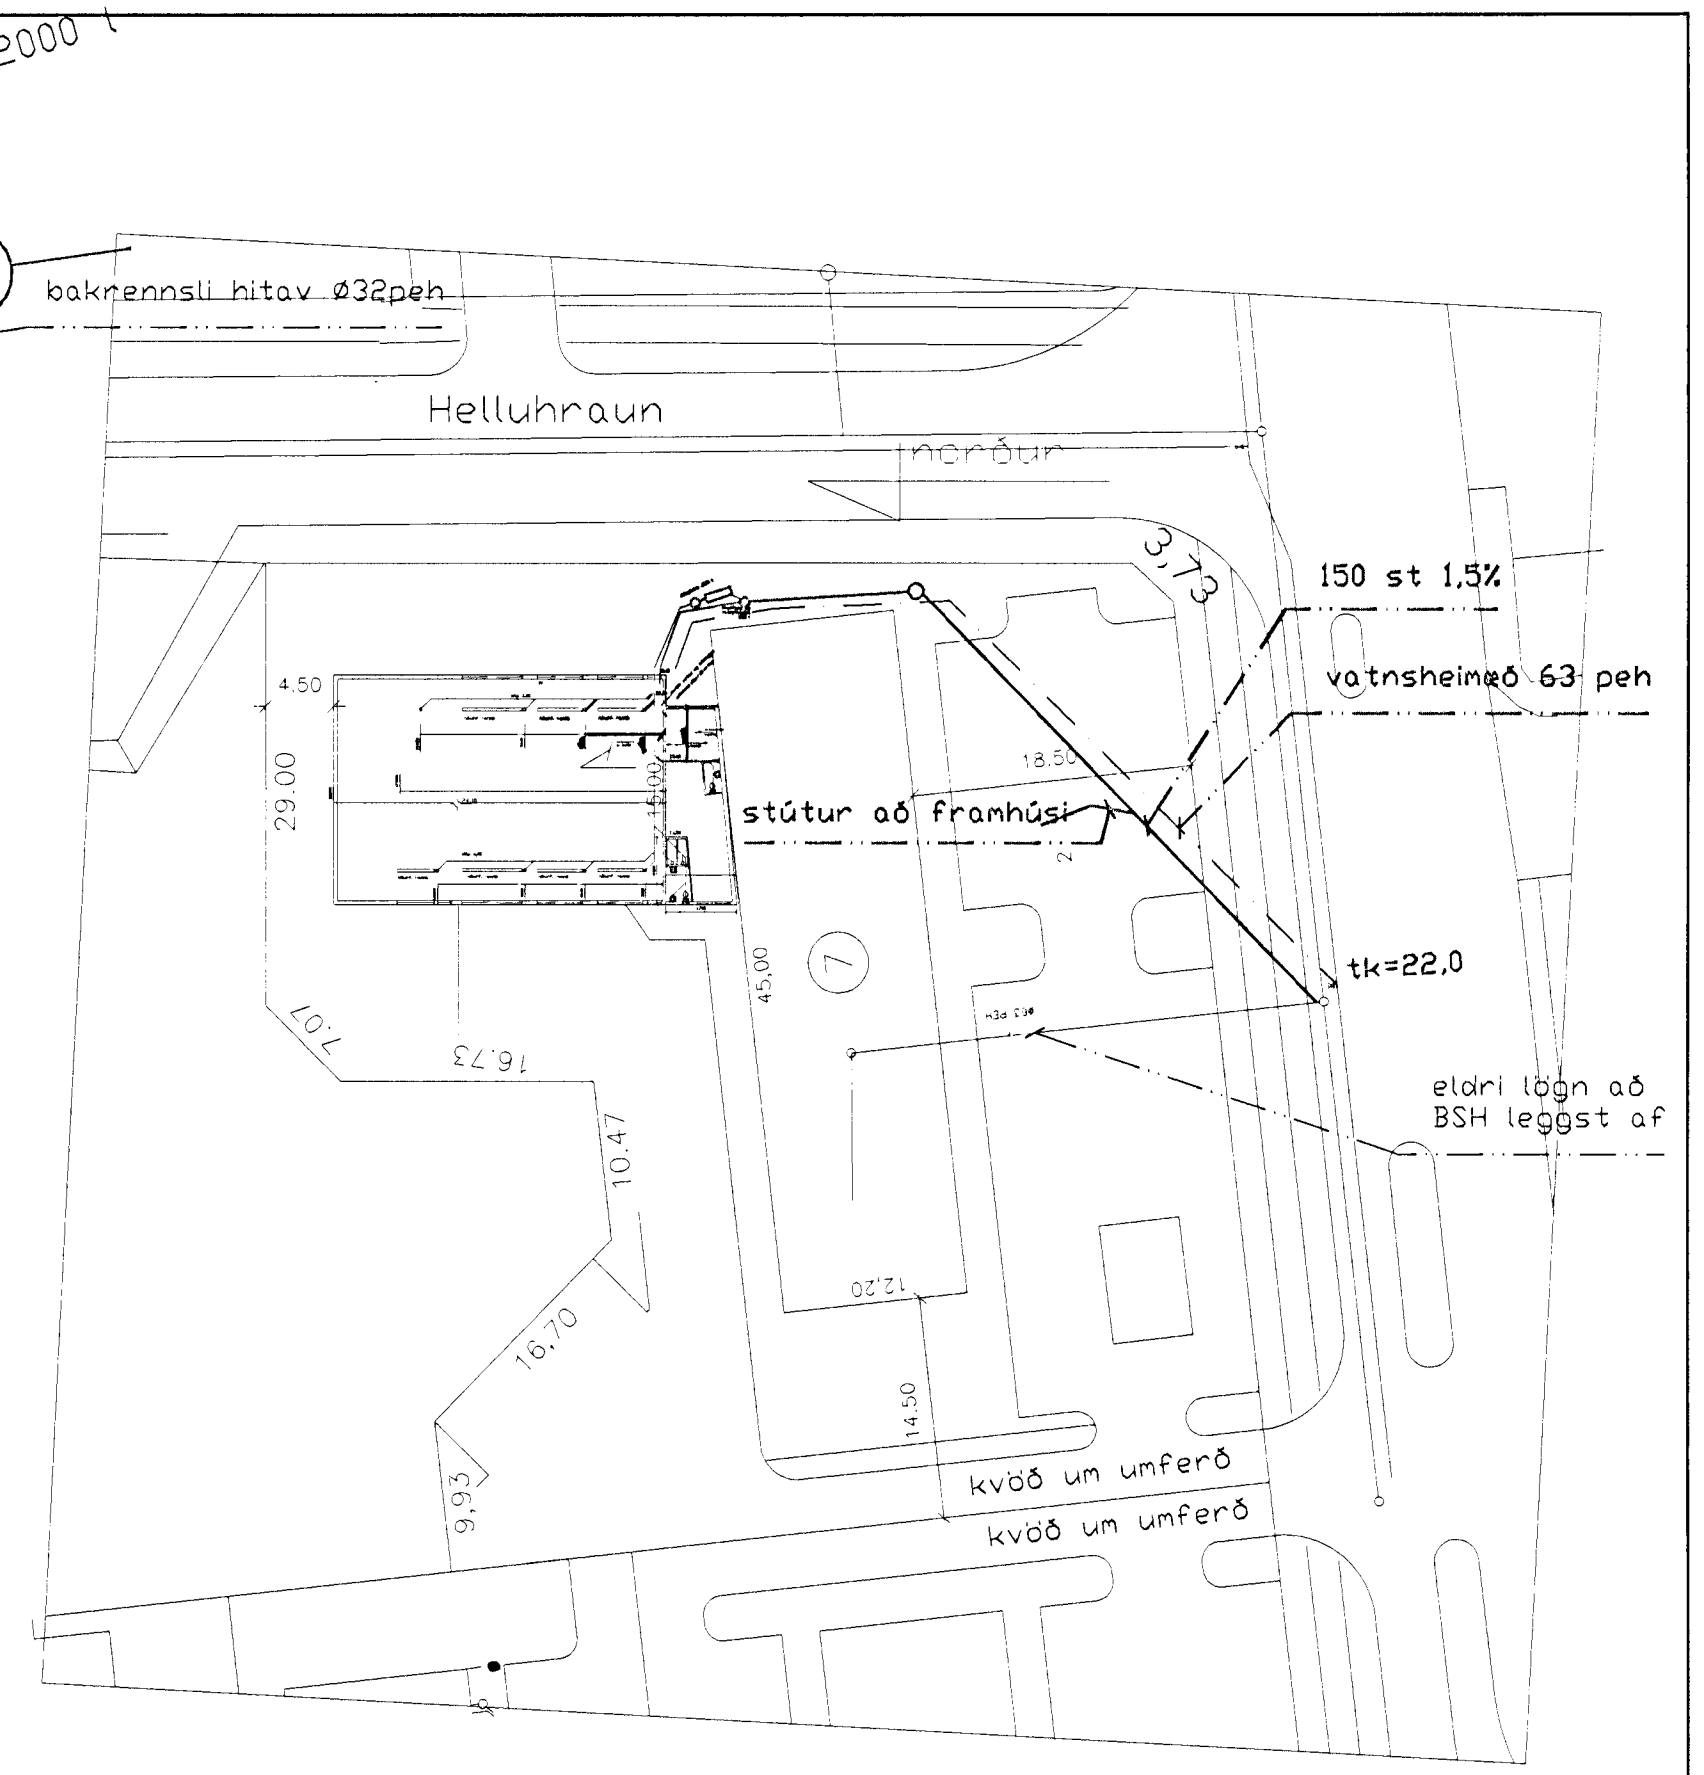 2000
bakrennsli hitav ø32peh
Helluhraun
norður
3,73
150 st 1,5%
vatnsheimæð 63 peh
4.50
29.00
15,00
18.50
stútur að framhúsi
2
7
45,00
tk=22,0
ø63 PEH
7.07
16.73
eldri lögn að
BSH leggst af
10.47
12,20
16,70
14.50
9,93
kvöð um umferð
kvöð um umferð